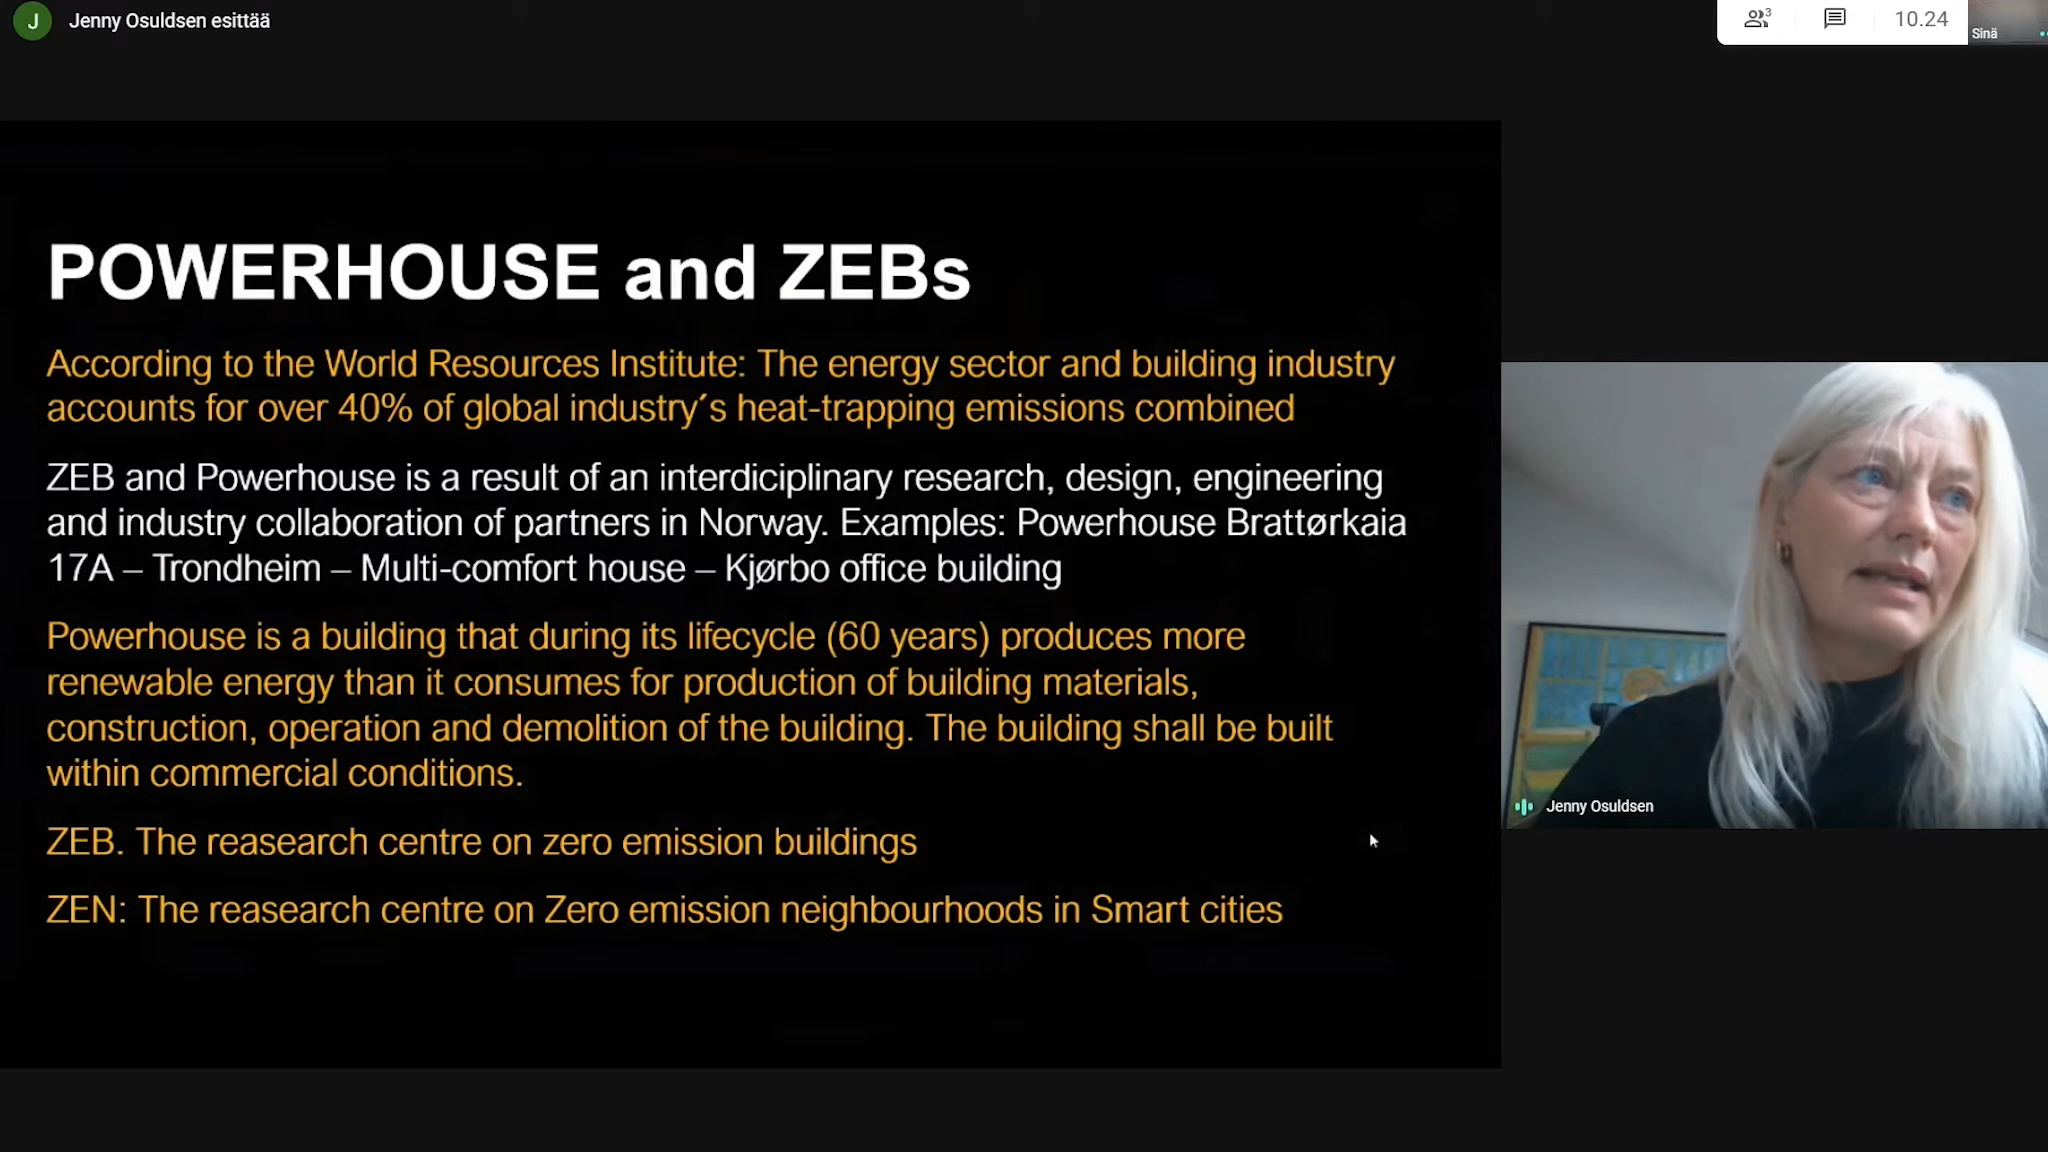 J
Jenny Osuldsen esittää
3
10.24
Sinä
POWERHOUSE and ZEBs
According to the World Resources Institute: The energy sector and building industry
accounts for over 40% of global industry´s heat-trapping emissions combined
ZEB and Powerhouse is a result of an interdiciplinary research, design, engineering
and industry collaboration of partners in Norway. Examples: Powerhouse Brattørkaia
17A – Trondheim – Multi-comfort house – Kjørbo office building
Powerhouse is a building that during its lifecycle (60 years) produces more
renewable energy than it consumes for production of building materials,
construction, operation and demolition of the building. The building shall be built
within commercial conditions.
ZEB. The reasearch centre on zero emission buildings
ZEN: The reasearch centre on Zero emission neighbourhoods in Smart cities
Jenny Osuldsen